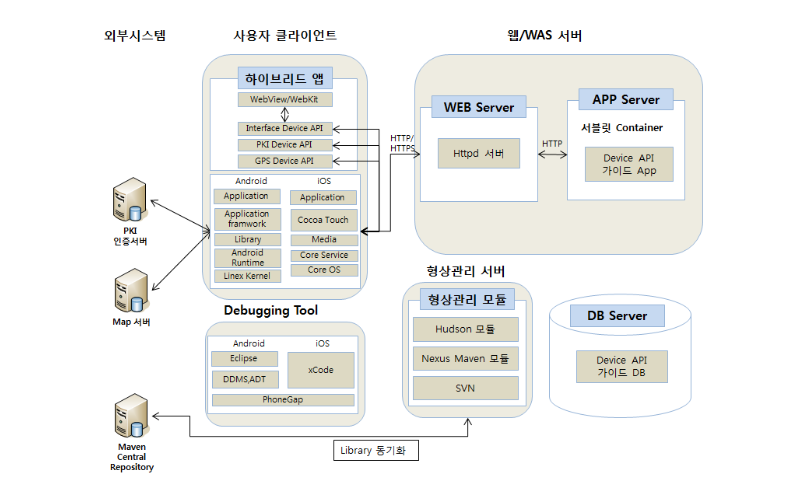 외부시스템
사용자 클라이언트
웹/WAS 서버
하이브리드 앱
WebView/WebKit
Interface Device API
PKI Device API
GPS Device API
Android
iOS
Application
Application
Application
framwork
Cocoa Touch
Library
Media
Android
Runtime
Core Service
Linex Kernel
Core OS
HTTP/
HTTPS
WEB Server
Httpd 서버
HTTP
APP Server
서블릿 Container
Device API
가이드 App
PKI
인증서버
Map 서버
Debugging Tool
Android
iOS
Eclipse
xCode
DDMS,ADT
PhoneGap
형상관리 서버
형상관리 모듈
Hudson 모듈
Nexus Maven 모듈
SVN
DB Server
Device API
가이드 DB
Maven
Central
Repository
Library 동기화